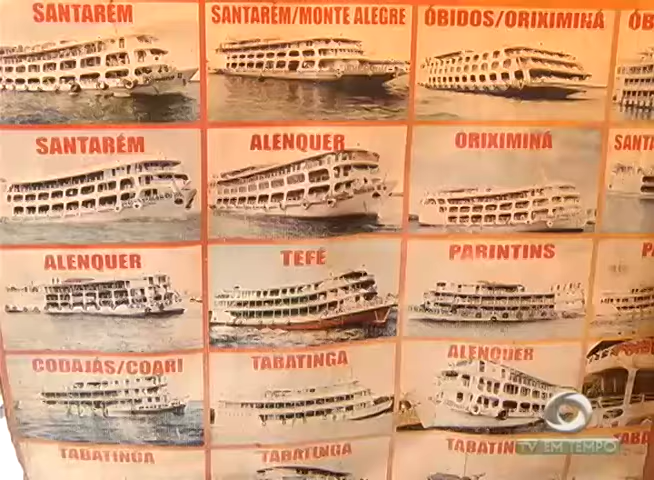 SANTARÉM
SANTARÉM/MONTE ALEGRE
ÓBIDOS/ORIXIMINÁ
SANTARÉM
ALENQUER
ORIXIMINÁ
ALENQUER
TEFÉ
PARINTINS
CODAJÁS/COARI
TABATINGA
ALENQUER
TABATINGA
TABATINGA
TABATIN
TV EM TEMPO